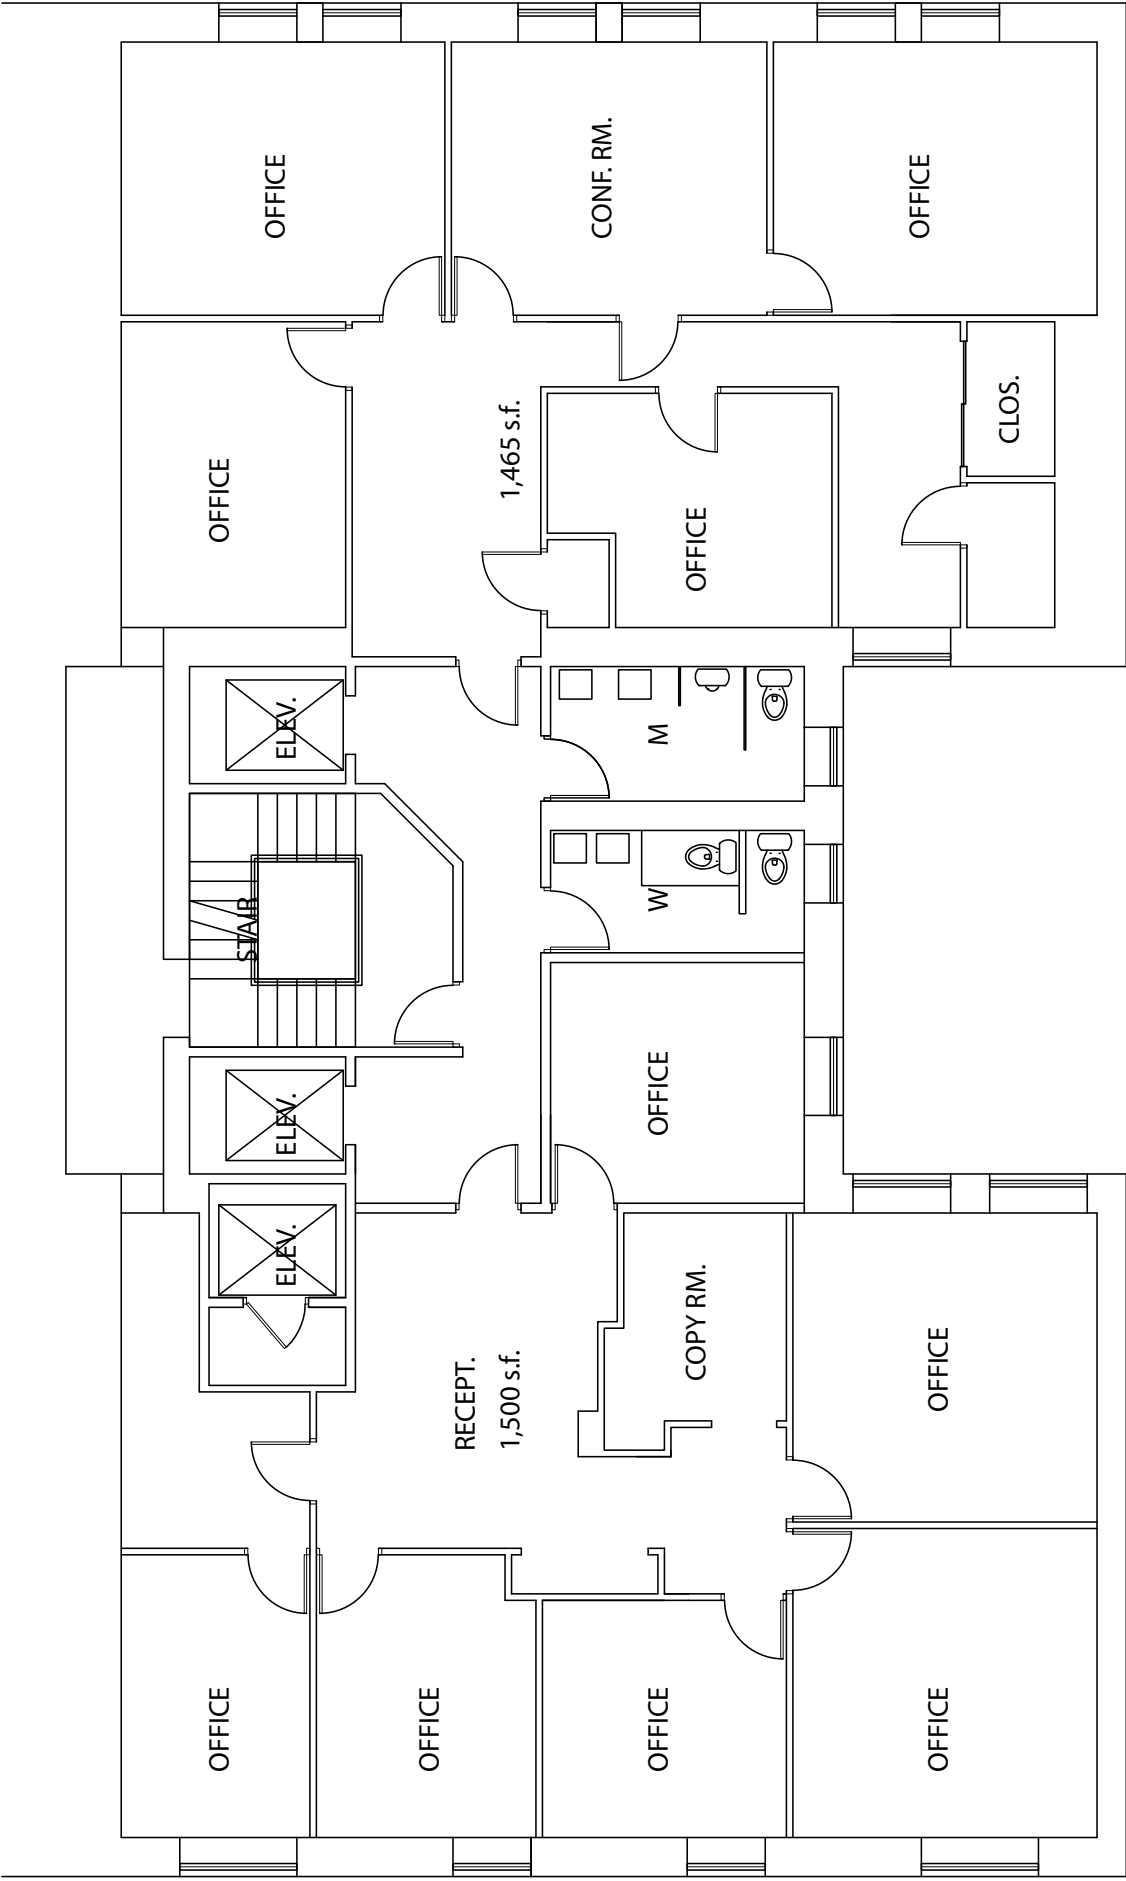 OFFICE
CONF. RM.
OFFICE
OFFICE
1,465 s.f.
OFFICE
CLOS.
ELEV.
M
STAIR
W
ELEV.
OFFICE
ELEV.
RECEPT.
1,500 s.f.
COPY RM.
OFFICE
OFFICE
OFFICE
OFFICE
OFFICE